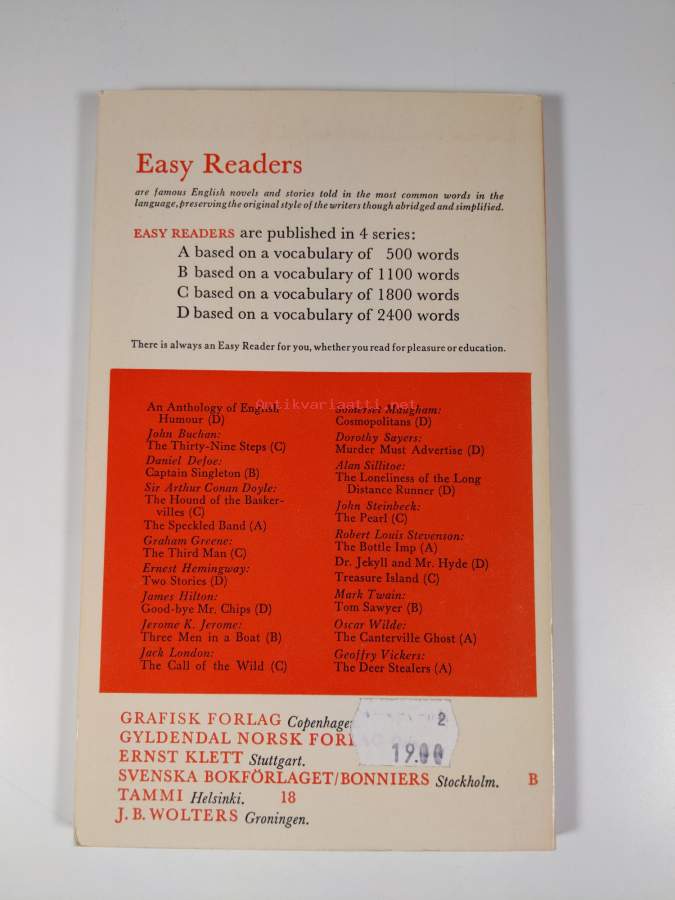 Easy Readers
are famous English novels and stories told in the most common words in the
language, preserving the original style of the writers though abridged and simplified.
EASY READERS are published in 4 series:
A based on a vocabulary of 500 words
B based on a vocabulary of 1100 words
C based on a vocabulary of 1800 words
D based on a vocabulary of 2400 words
There is always an Easy Reader for you, whether you read for pleasure or education.
Antikvariaatti.net
An Anthology of English
Humour (D)
John Buchan:
The Thirty-Nine Steps (C)
Daniel Defoe:
Captain Singleton (B)
Sir Arthur Conan Doyle:
The Hound of the Basker-
villes (C)
The Speckled Band (A)
Graham Greene:
The Third Man (C)
Ernest Hemingway:
Two Stories (D)
James Hilton:
Good-bye Mr. Chips (D)
Jerome K. Jerome:
Three Men in a Boat (B)
Jack London:
The Call of the Wild (C)
Somerset Maugham:
Cosmopolitans (D)
Dorothy Sayers:
Murder Must Advertise (D)
Alan Sillitoe:
The Loneliness of the Long
Distance Runner (D)
John Steinbeck:
The Pearl (C)
Robert Louis Stevenson:
The Bottle Imp (A)
Dr. Jekyll and Mr. Hyde (D)
Treasure Island (C)
Mark Twain:
Tom Sawyer (B)
Oscar Wilde:
The Canterville Ghost (A)
Geoffry Vickers:
The Deer Stealers (A)
GRAFISK FORLAG Copenhage
2
GYLDENDAL NORSK FORL
19.00
ERNST KLETT Stuttgart.
SVENSKA BOKFÖRLAGET/BONNIERS Stockholm. B
TAMMI Helsinki. 18
J. B. WOLTERS Groningen.